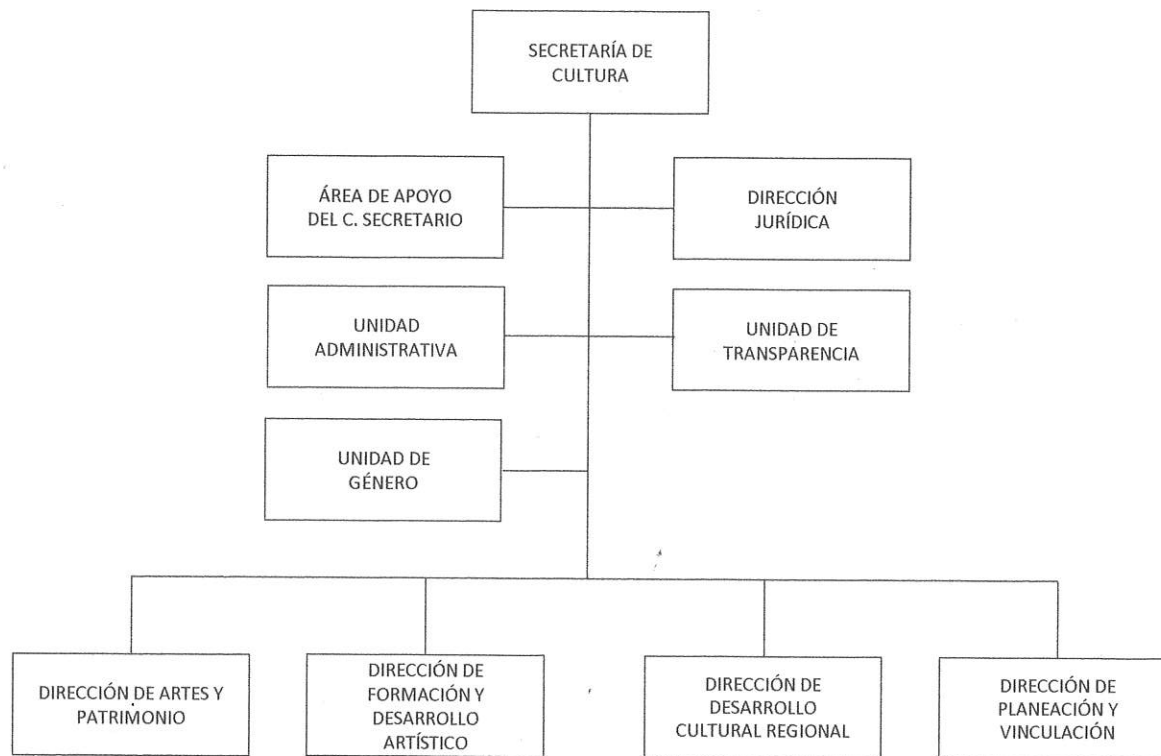 SECRETARÍA DE
CULTURA
ÁREA DE APOYO
DEL C. SECRETARIO
DIRECCIÓN
JURÍDICA
UNIDAD
ADMINISTRATIVA
UNIDAD DE
TRANSPARENCIA
UNIDAD DE
GÉNERO
DIRECCIÓN DE ARTES Y
PATRIMONIO
DIRECCIÓN DE
FORMACIÓN Y
DESARROLLO
ARTÍSTICO
DIRECCIÓN DE
DESARROLLO
CULTURAL REGIONAL
DIRECCIÓN DE
PLANEACIÓN Y
VINCULACIÓN